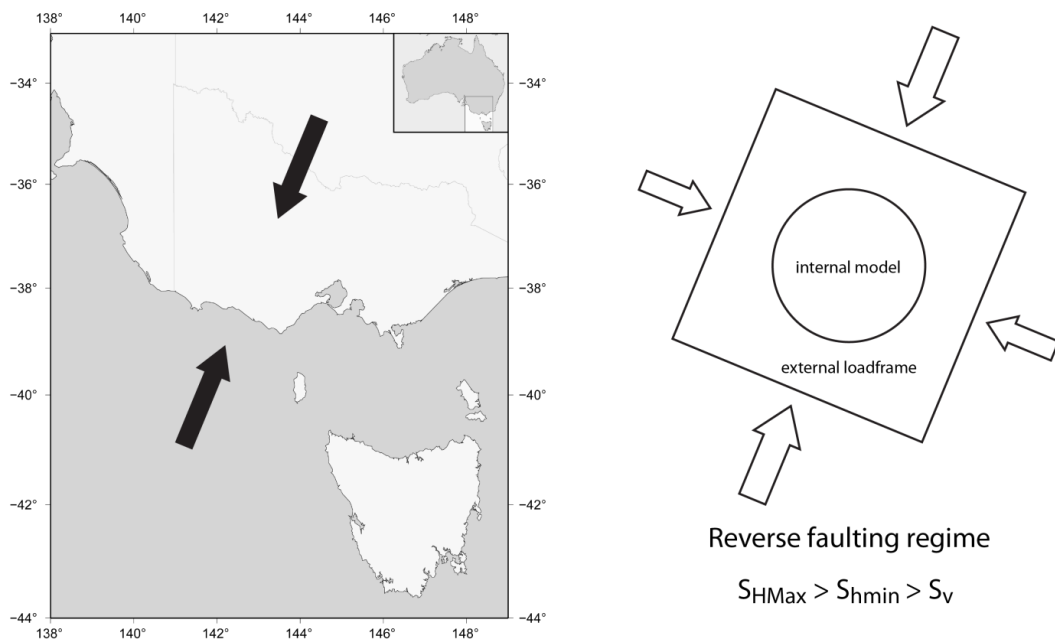 138° 140° 142° 144° 146° 148°
−34° −34°
−36° −36°
−38° −38°
−40° −40°
−42° −42°
−44° −44°
138° 140° 142° 144° 146° 148°
internal model
external loadframe
Reverse faulting regime
SHMax > Shmin > Sv